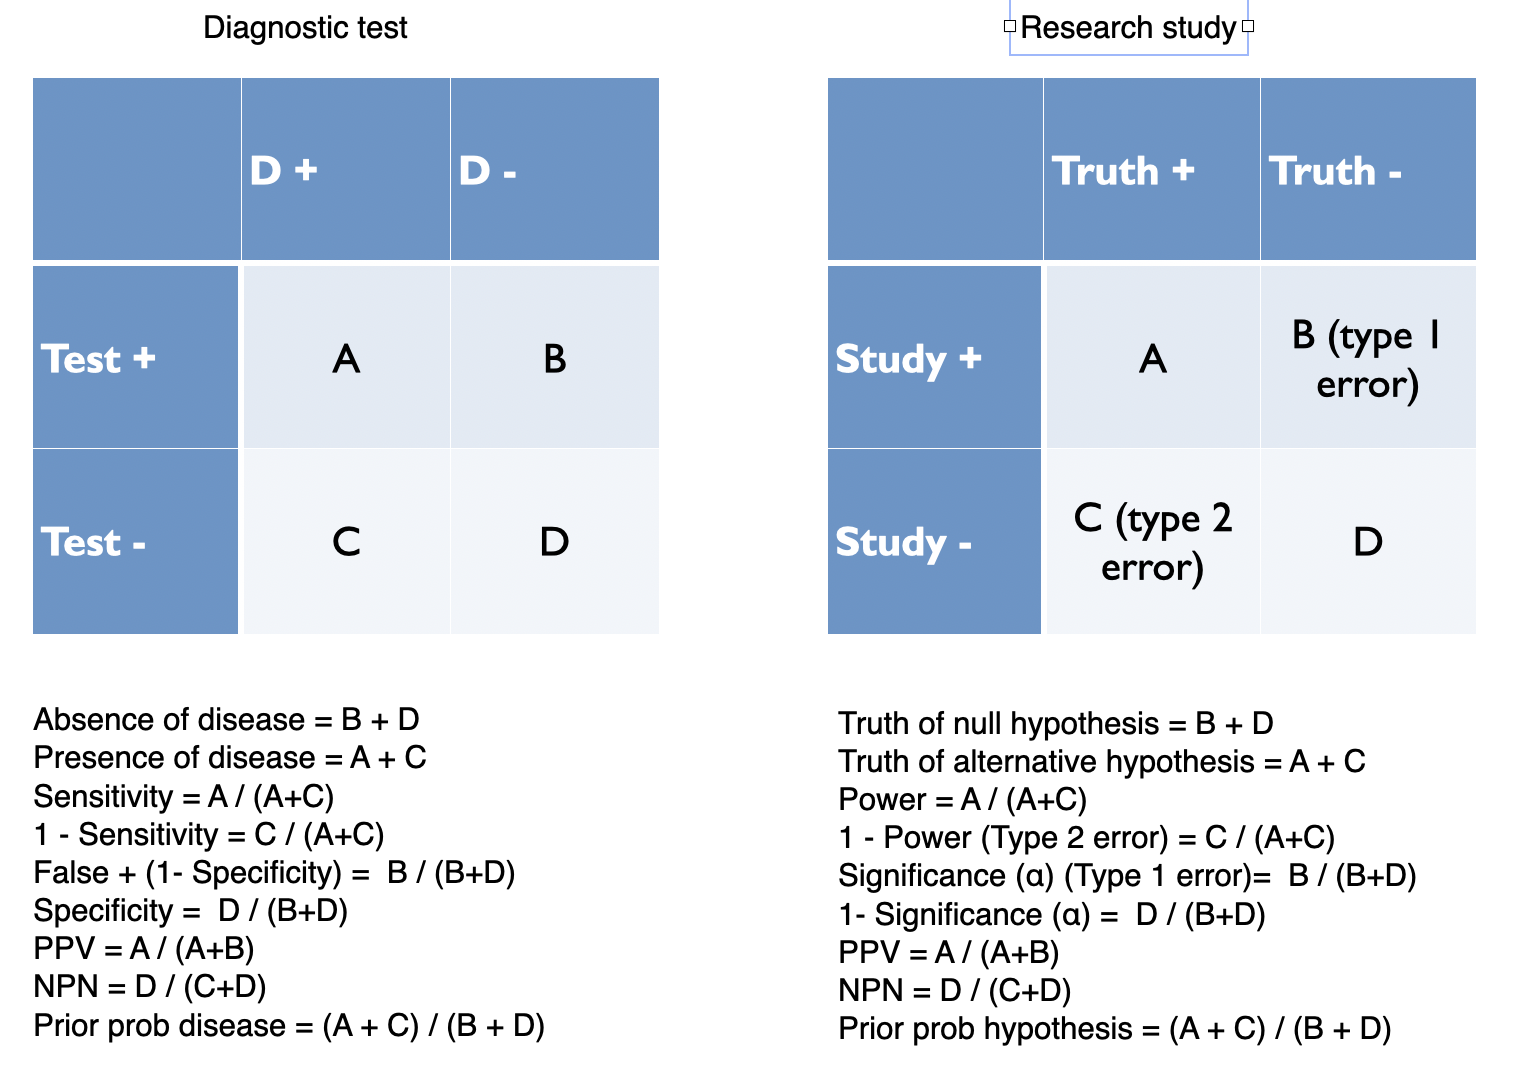 Diagnostic test
D + D -
Test + A B
Test - C D
Absence of disease = B + D
Presence of disease = A + C
Sensitivity = A / (A+C)
1 - Sensitivity = C / (A+C)
False + (1- Specificity) =  B / (B+D)
Specificity =  D / (B+D)
PPV = A / (A+B)
NPN = D / (C+D)
Prior prob disease = (A + C) / (B + D)
Research study
Truth + Truth -
Study + A B (type 1
error)
Study - C (type 2
error) D
Truth of null hypothesis = B + D
Truth of alternative hypothesis = A + C
Power = A / (A+C)
1 - Power (Type 2 error) = C / (A+C)
Significance (α) (Type 1 error)=  B / (B+D)
1- Significance (α) =  D / (B+D)
PPV = A / (A+B)
NPN = D / (C+D)
Prior prob hypothesis = (A + C) / (B + D)